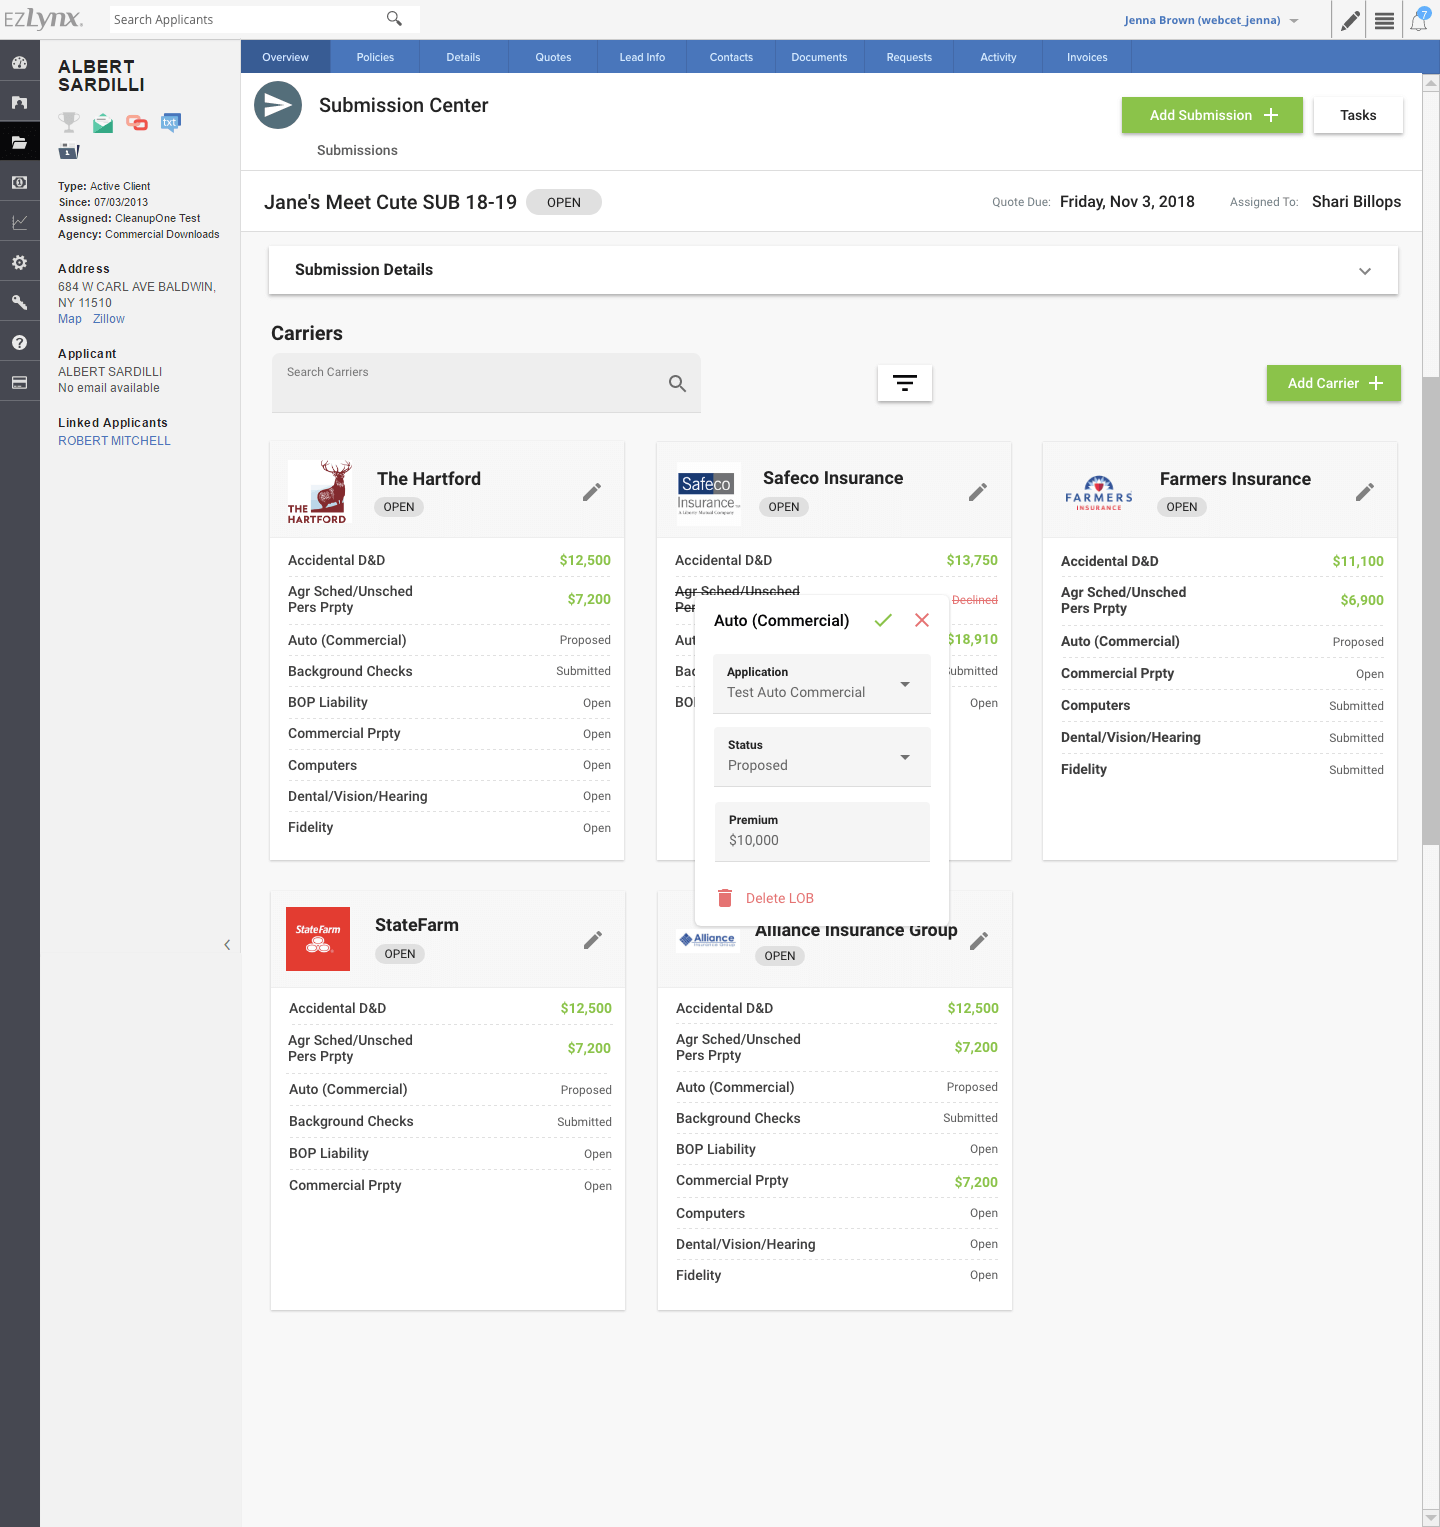 EZLynx.
Search Applicants
Jenna Brown (webcet_jenna)
7
ALBERT
SARDILLI
txt
1
Type: Active Client
Since: 07/03/2013
Assigned: CleanupOne Test
Agency: Commercial Downloads
Address
684 W CARL AVE BALDWIN,
NY 11510
Map Zillow
Applicant
ALBERT SARDILLI
No email available
Linked Applicants
ROBERT MITCHELL
Overview Policies Details Quotes Lead Info Contacts Documents Requests Activity Invoices
Submission Center
Add Submission
Tasks
Submissions
Jane's Meet Cute SUB 18-19 OPEN
Quote Due: Friday, Nov 3, 2018 Assigned To: Shari Billops
Submission Details
Carriers
Search Carriers
Add Carrier
THE
HARTFORD
The Hartford
OPEN
Accidental D&D $12,500
Agr Sched/Unsched
Pers Prpty $7,200
Auto (Commercial) Proposed
Background Checks Submitted
BOP Liability Open
Commercial Prpty Open
Computers Open
Dental/Vision/Hearing Open
Fidelity Open
Safeco
Insurance
A Liberty Mutual Company
Safeco Insurance
OPEN
Accidental D&D $13,750
Agr Sched/Unsched
Per Declined
Aut $18,910
Bac ubmitted
BO Open
Auto (Commercial)
Application
Test Auto Commercial
Status
Proposed
Premium
$10,000
Delete LOB
FARMERS
INSURANCE
Farmers Insurance
OPEN
Accidental D&D $11,100
Agr Sched/Unsched
Pers Prpty $6,900
Auto (Commercial) Proposed
Commercial Prpty Open
Computers Submitted
Dental/Vision/Hearing Submitted
Fidelity Submitted
State Farm
StateFarm
OPEN
Accidental D&D $12,500
Agr Sched/Unsched
Pers Prpty $7,200
Auto (Commercial) Proposed
Background Checks Submitted
BOP Liability Open
Commercial Prpty Open
Alliance
Insurance Group
Alliance Insurance Group
OPEN
Accidental D&D $12,500
Agr Sched/Unsched
Pers Prpty $7,200
Auto (Commercial) Proposed
Background Checks Submitted
BOP Liability Open
Commercial Prpty $7,200
Computers Open
Dental/Vision/Hearing Open
Fidelity Open